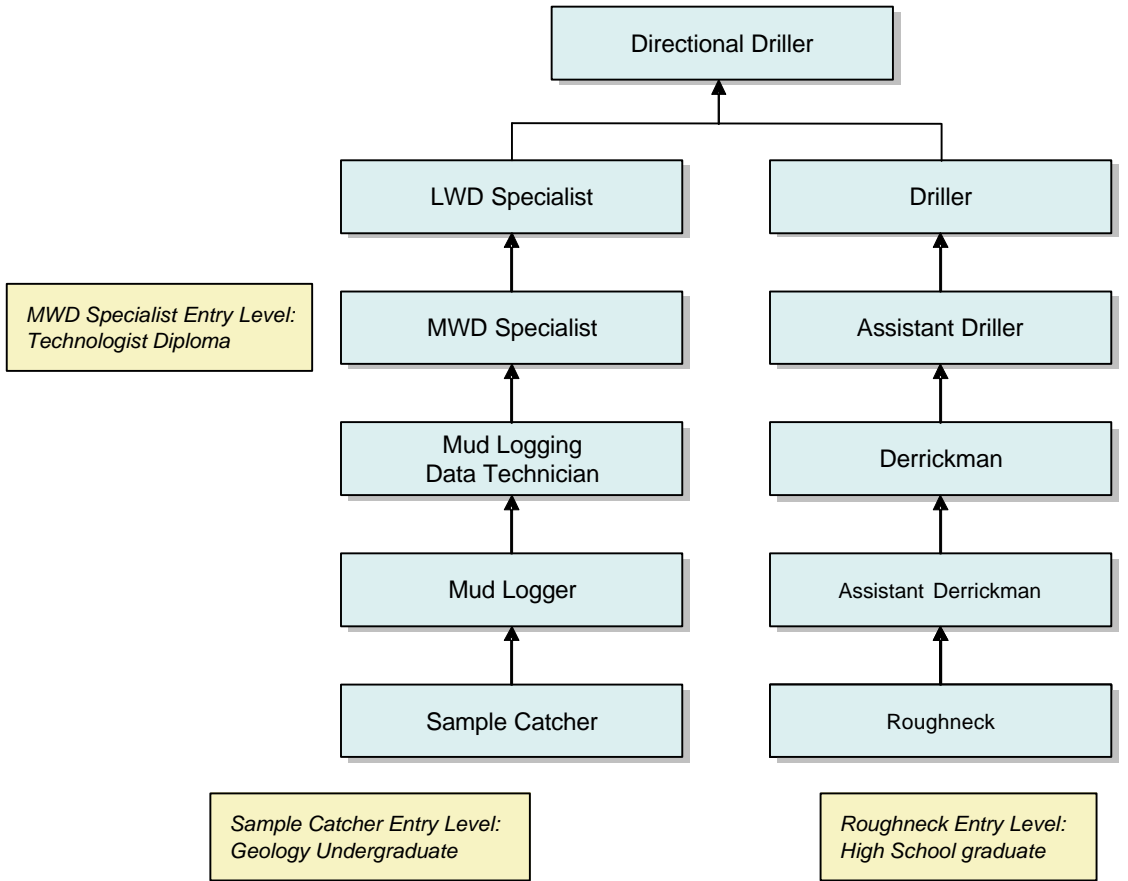 Directional Driller
LWD Specialist
Driller
MWD Specialist Entry Level:
Technologist Diploma
MWD Specialist
Assistant Driller
Mud Logging
Data Technician
Derrickman
Mud Logger
Assistant Derrickman
Sample Catcher
Roughneck
Sample Catcher Entry Level:
Geology Undergraduate
Roughneck Entry Level:
High School graduate